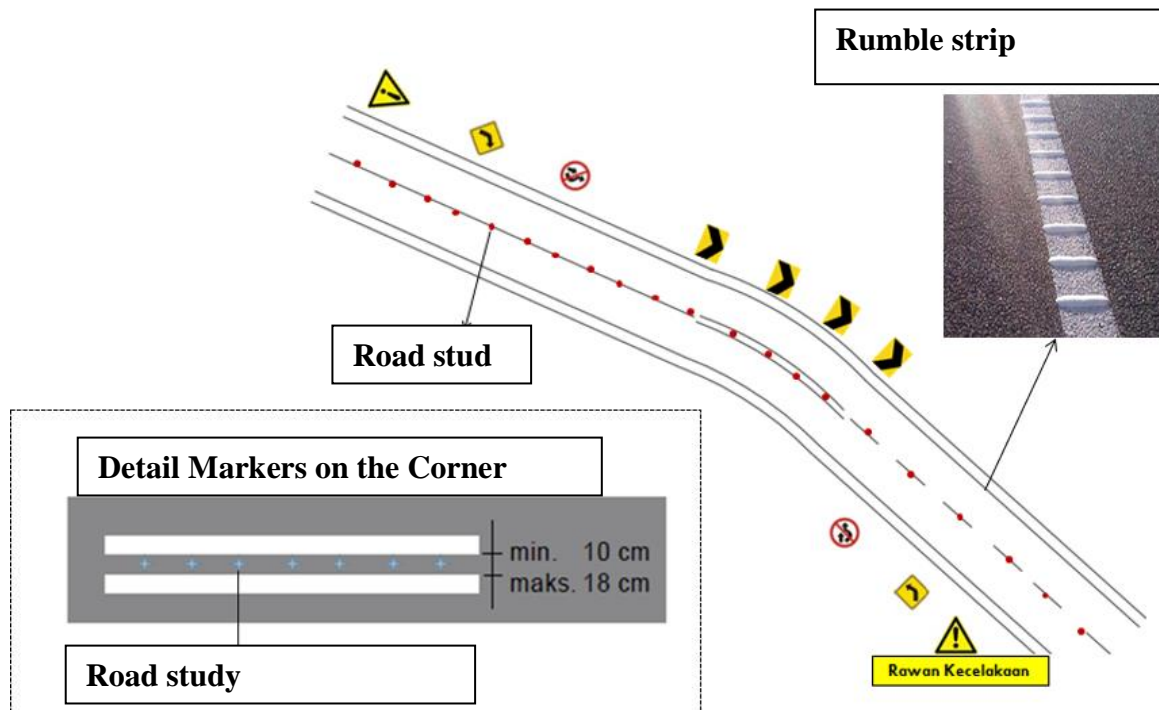 Rumble strip
Road stud
Detail Markers on the Corner
min. 10 cm
maks. 18 cm
Road study
Rawan Kecelakaan